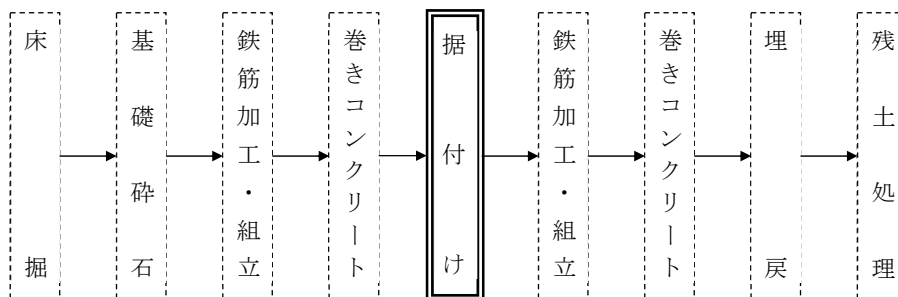 床掘
基礎砕石
鉄筋加工・組立
巻きコンクリート
据付け
鉄筋加工・組立
巻きコンクリート
埋戻
残土処理